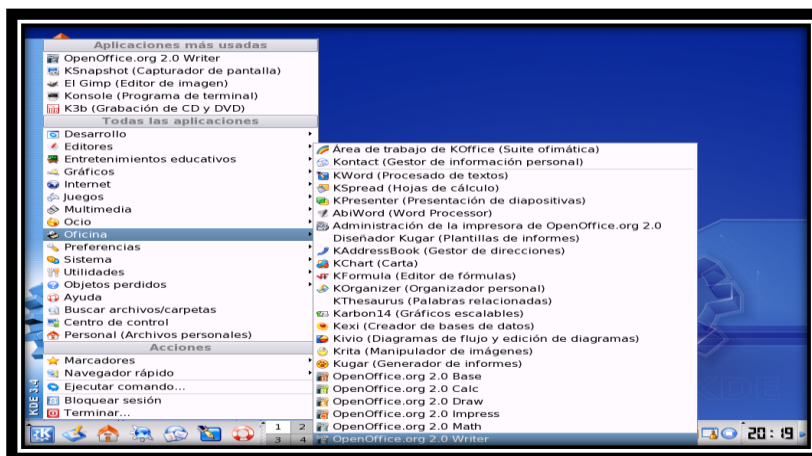 Aplicaciones más usadas
OpenOffice.org 2.0 Writer
KSnapshot (Capturador de pantalla)
El Gimp (Editor de imagen)
Konsole (Programa de terminal)
K3b (Grabación de CD y DVD)
Todas las aplicaciones
Desarrollo
Editores
Entretenimientos educativos
Gráficos
Internet
Juegos
Multimedia
Ocio
Oficina
Preferencias
Sistema
Utilidades
Objetos perdidos
Ayuda
Buscar archivos/carpetas
Centro de control
Personal (Archivos personales)
Acciones
Marcadores
Navegador rápido
Ejecutar comando...
Bloquear sesión
Terminar...
KDE 3.4
Área de trabajo de KOffice (Suite ofimática)
Kontact (Gestor de información personal)
KWord (Procesado de textos)
KSpread (Hojas de cálculo)
KPresenter (Presentación de diapositivas)
AbiWord (Word Processor)
Administración de la impresora de OpenOffice.org 2.0
Diseñador Kugar (Plantillas de informes)
KAddressBook (Gestor de direcciones)
KChart (Carta)
KFormula (Editor de fórmulas)
KOrganizer (Organizador personal)
KThesaurus (Palabras relacionadas)
Karbon14 (Gráficos escalables)
Kexi (Creador de bases de datos)
Kivio (Diagramas de flujo y edición de diagramas)
Krita (Manipulador de imágenes)
Kugar (Generador de informes)
OpenOffice.org 2.0 Base
OpenOffice.org 2.0 Calc
OpenOffice.org 2.0 Draw
OpenOffice.org 2.0 Impress
OpenOffice.org 2.0 Math
OpenOffice.org 2.0 Writer
KDE
1 2
3 4
20:19